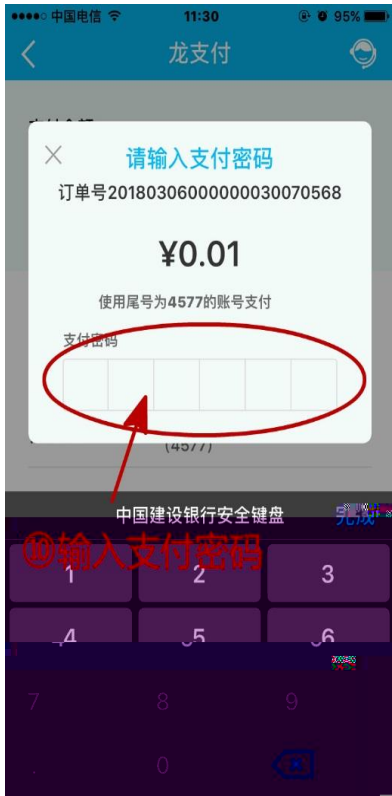 中国电信 11:30 95%
龙支付
请输入支付密码
订单号20180306000000030070568
¥0.01
使用尾号为4577的账号支付
支付密码
(4577)
中国建设银行安全键盘 完成
⑩输入支付密码
1 2 3
4 5 6
7 8 9
. 0